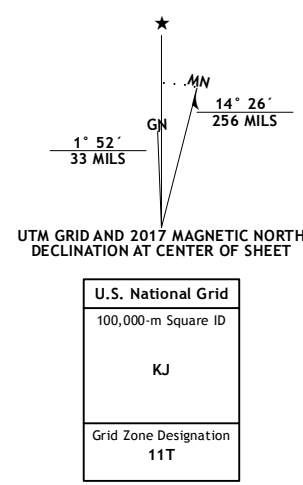 ★
MN
GN
14° 26´
256 MILS
1° 52´
33 MILS
UTM GRID AND 2017 MAGNETIC NORTH
DECLINATION AT CENTER OF SHEET
U.S. National Grid
100,000-m Square ID
KJ
Grid Zone Designation
11T